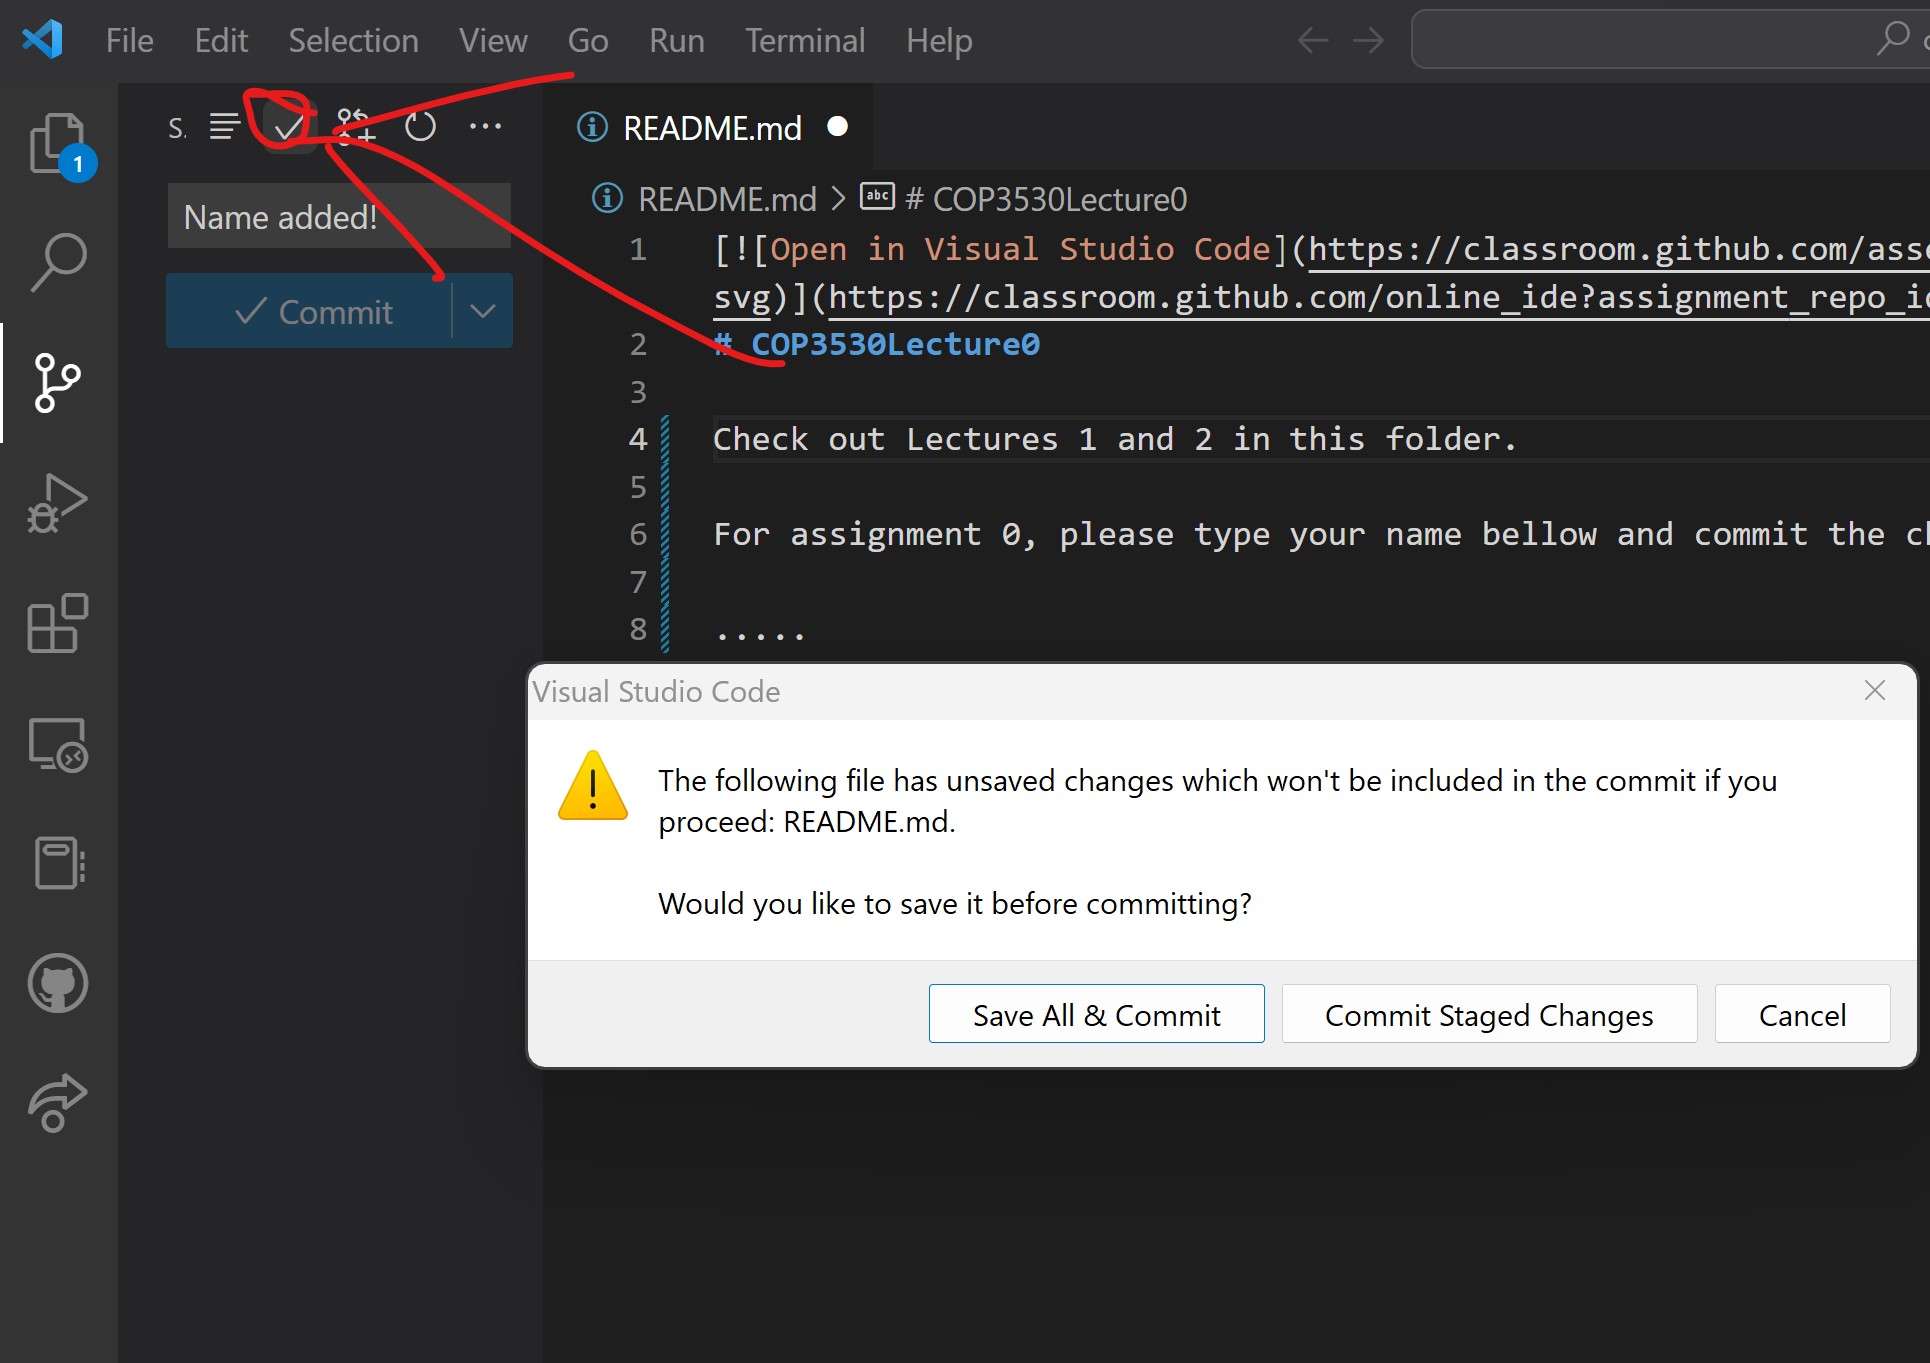 File Edit Selection View Go Run Terminal Help
S.
README.md
1
Name added!
README.md > abc # COP3530Lecture0
1 [![Open in Visual Studio Code](https://classroom.github.com/ass
svg)](https://classroom.github.com/online_ide?assignment_repo_i
Commit
2 # COP3530Lecture0
3
4 Check out Lectures 1 and 2 in this folder.
5
6 For assignment 0, please type your name bellow and commit the c
7
8 .....
Visual Studio Code
The following file has unsaved changes which won't be included in the commit if you
proceed: README.md.
Would you like to save it before committing?
Save All & Commit Commit Staged Changes Cancel